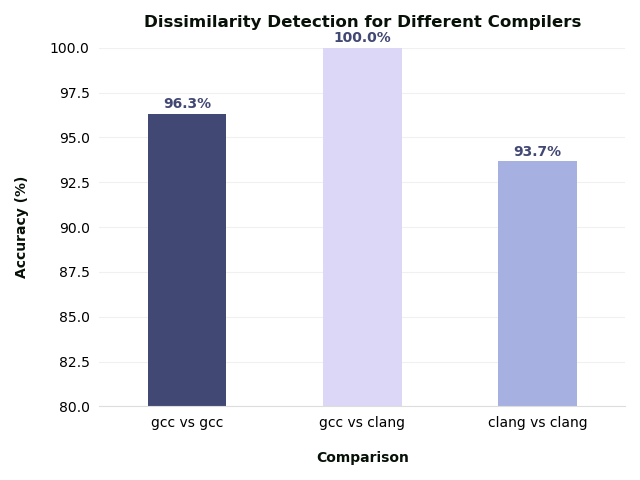 Dissimilarity Detection for Different Compilers
100.0%
96.3%
93.7%
100.0
97.5
95.0
92.5
90.0
87.5
85.0
82.5
80.0
Accuracy (%)
gcc vs gcc
gcc vs clang
clang vs clang
Comparison